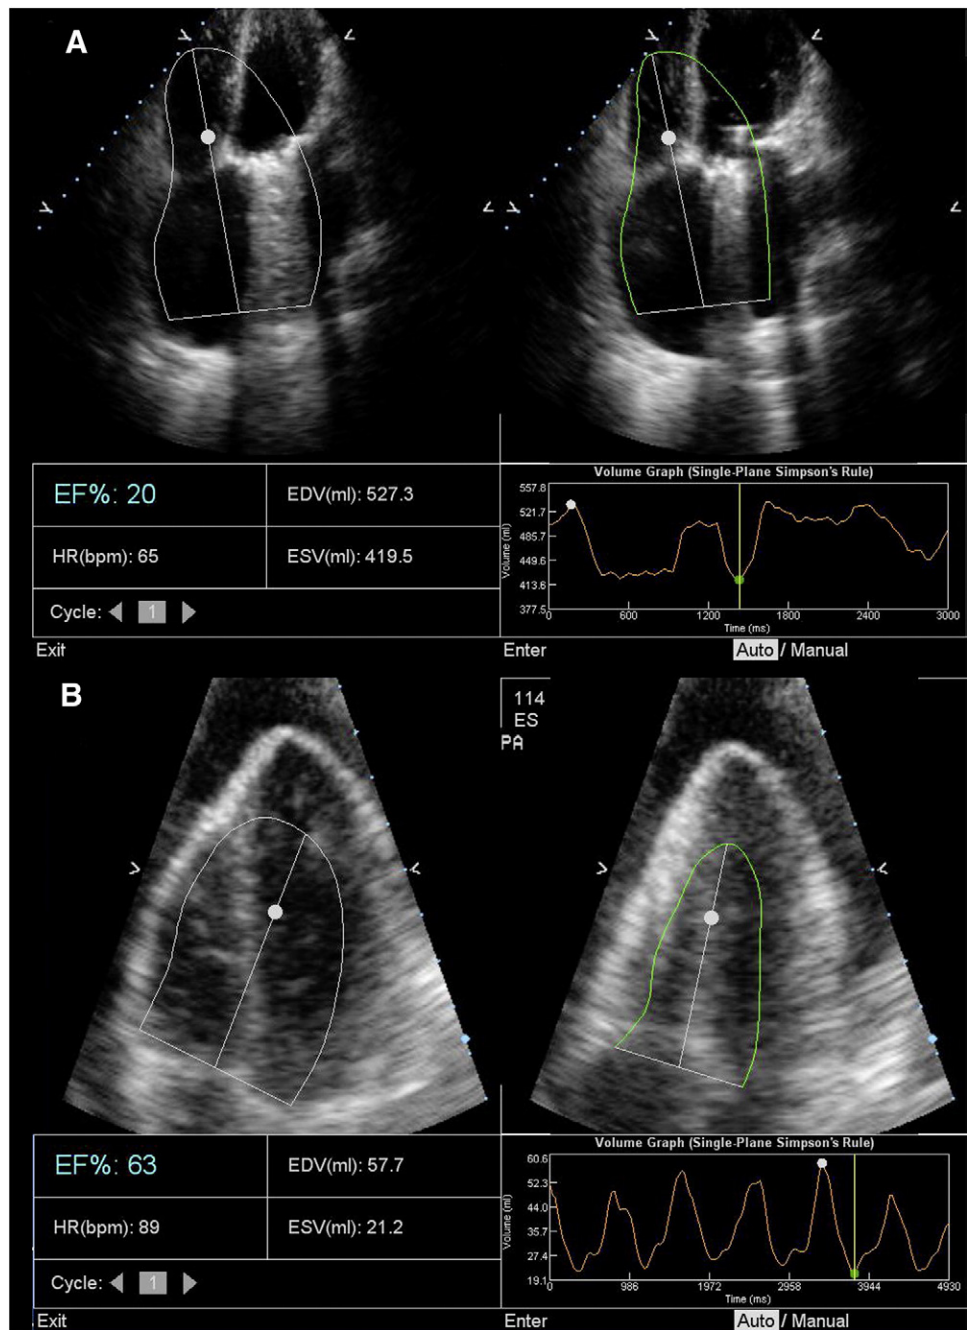 A
EF%: 20
EDV(ml): 527.3
HR(bpm): 65
ESV(ml): 419.5
Cycle: 1
Volume Graph (Single-Plane Simpson's Rule)
Volume (ml)
557.8
521.7
485.7
449.6
413.6
377.5
0 600 1200 1800 2400 3000
Time (ms)
Exit
Enter
Auto / Manual
B
114
ES
PA
EF%: 63
EDV(ml): 57.7
HR(bpm): 89
ESV(ml): 21.2
Cycle: 1
Volume Graph (Single-Plane Simpson's Rule)
Volume (ml)
60.6
52.3
44.0
35.7
27.4
19.1
0 986 1972 2958 3944 4930
Time (ms)
Exit
Enter
Auto / Manual